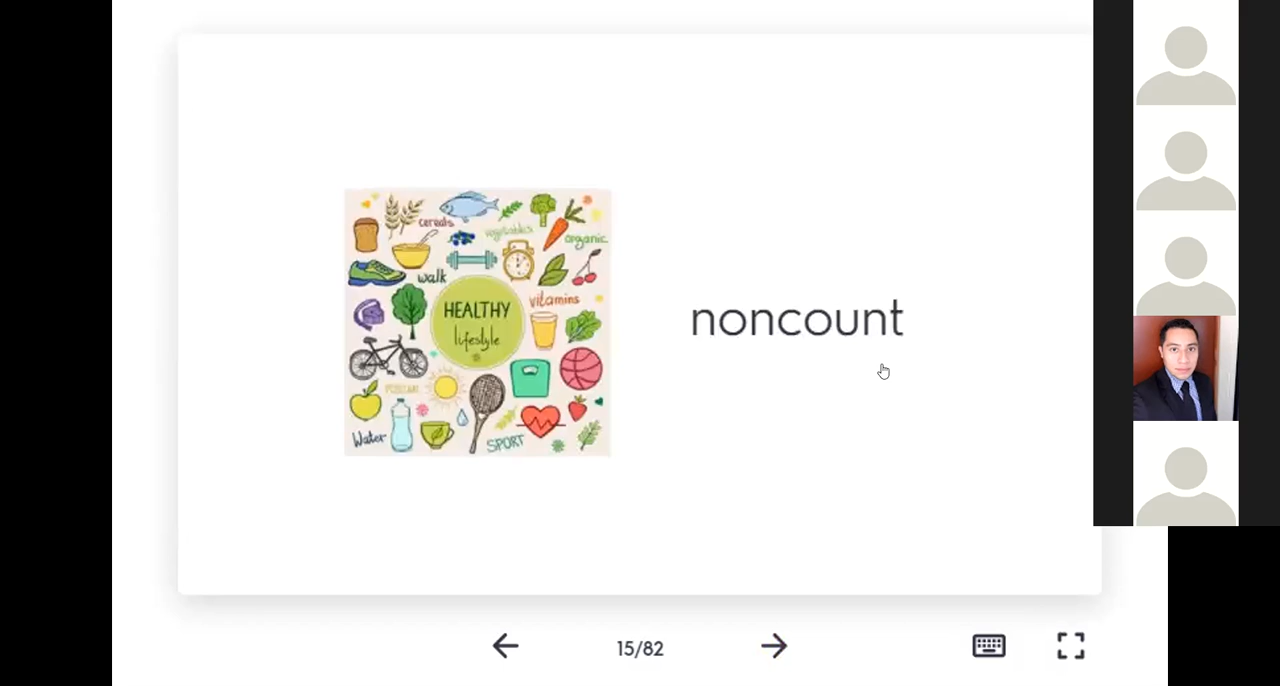 cereals
vegetables
organic
walk
vitamins
HEALTHY
lifestyle
Water
SPORT
noncount
15/82